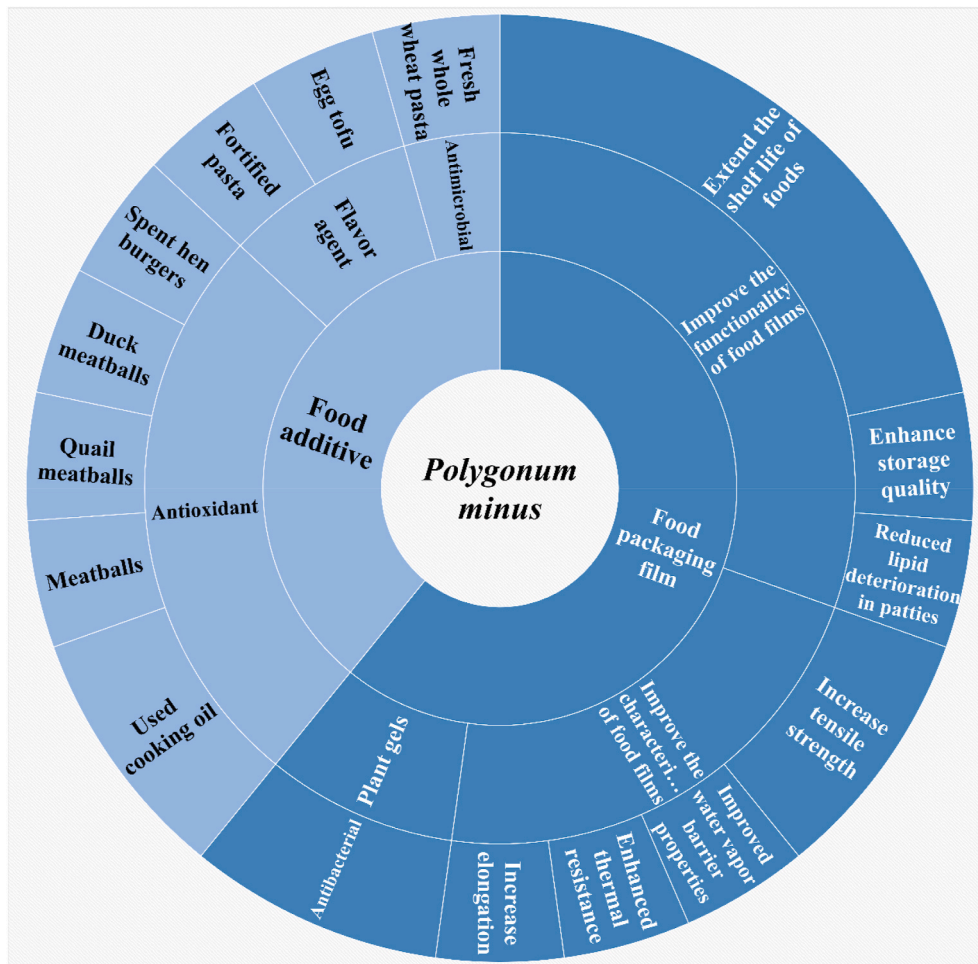 Polygonum
minus
Food
packaging
film
Improve the
functionality
of food films
Extend the
shelf life of
foods
Enhance
storage
quality
Reduced
lipid
deterioration
in patties
Improve the
characteri…
of food films
Increase
tensile
strength
Improved
water vapor
barrier
properties
Enhanced
thermal
resistance
Increase
elongation
Plant gels
Antibacterial
Food
additive
Antioxidant
Used
cooking oil
Meatballs
Quail
meatballs
Duck
meatballs
Spent hen
burgers
Flavor
agent
Fortified
pasta
Egg tofu
Antimicrobial
Fresh
whole
wheat pasta